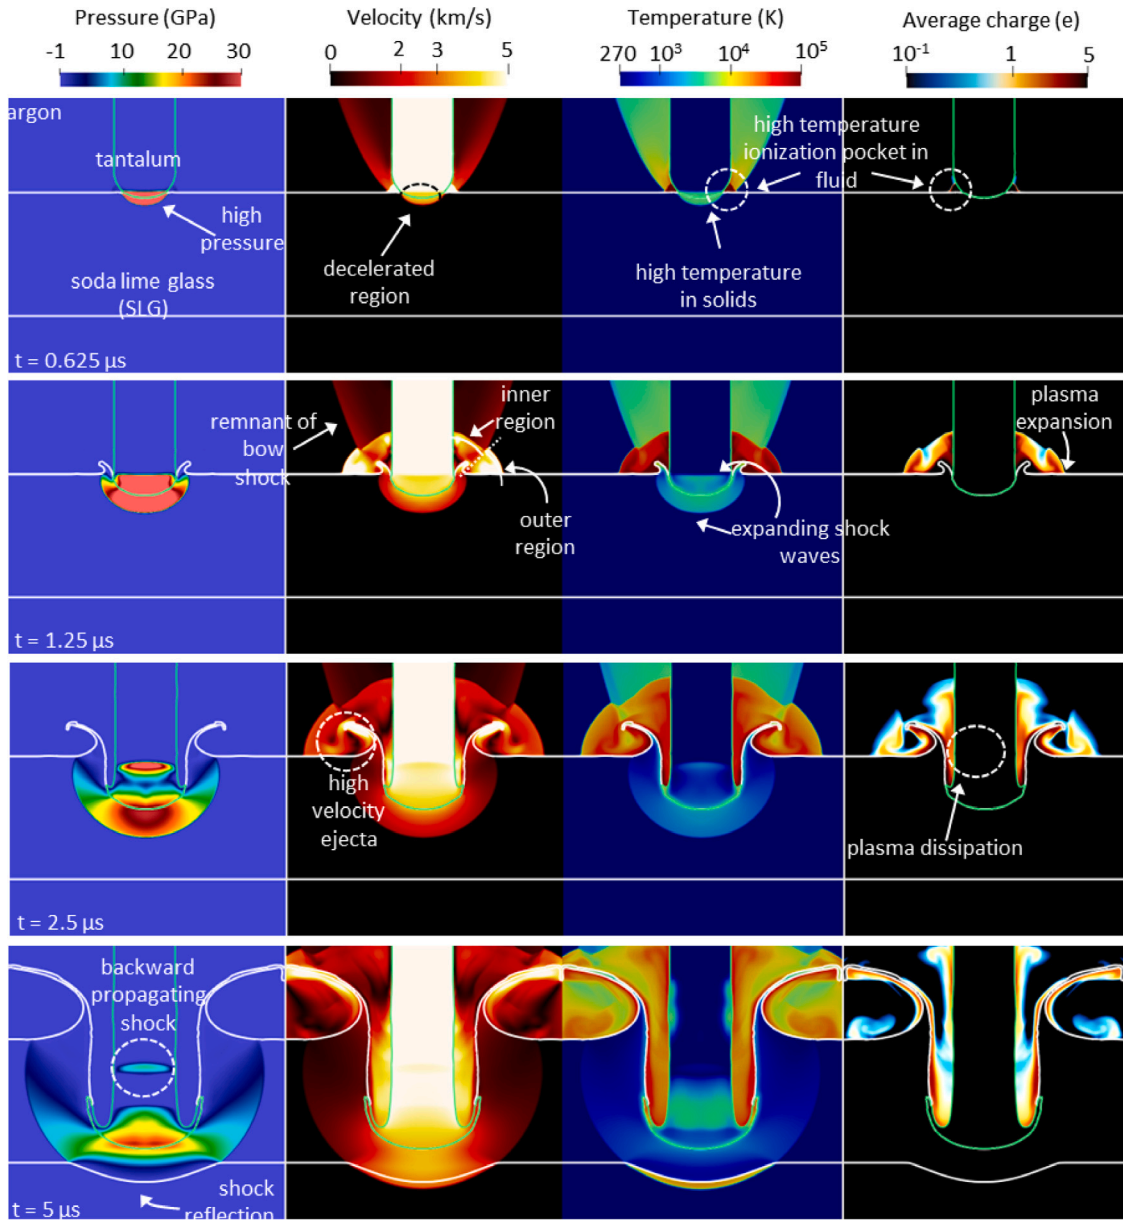 Pressure (GPa)
Velocity (km/s)
Temperature (K)
Average charge (e)
-1 10 20 30
0 2 3 5
270 10³ 10⁴ 10⁵
10⁻¹ 1 5
argon
tantalum
high
pressure
soda lime glass
(SLG)
t = 0.625 µs
decelerated
region
high temperature
in solids
high temperature
ionization pocket in
fluid
t = 1.25 µs
remnant of
bow
shock
inner
region
outer
region
expanding shock
waves
plasma
expansion
t = 2.5 µs
high
velocity
ejecta
plasma dissipation
backward
propagating
shock
t = 5 µs
shock
reflection